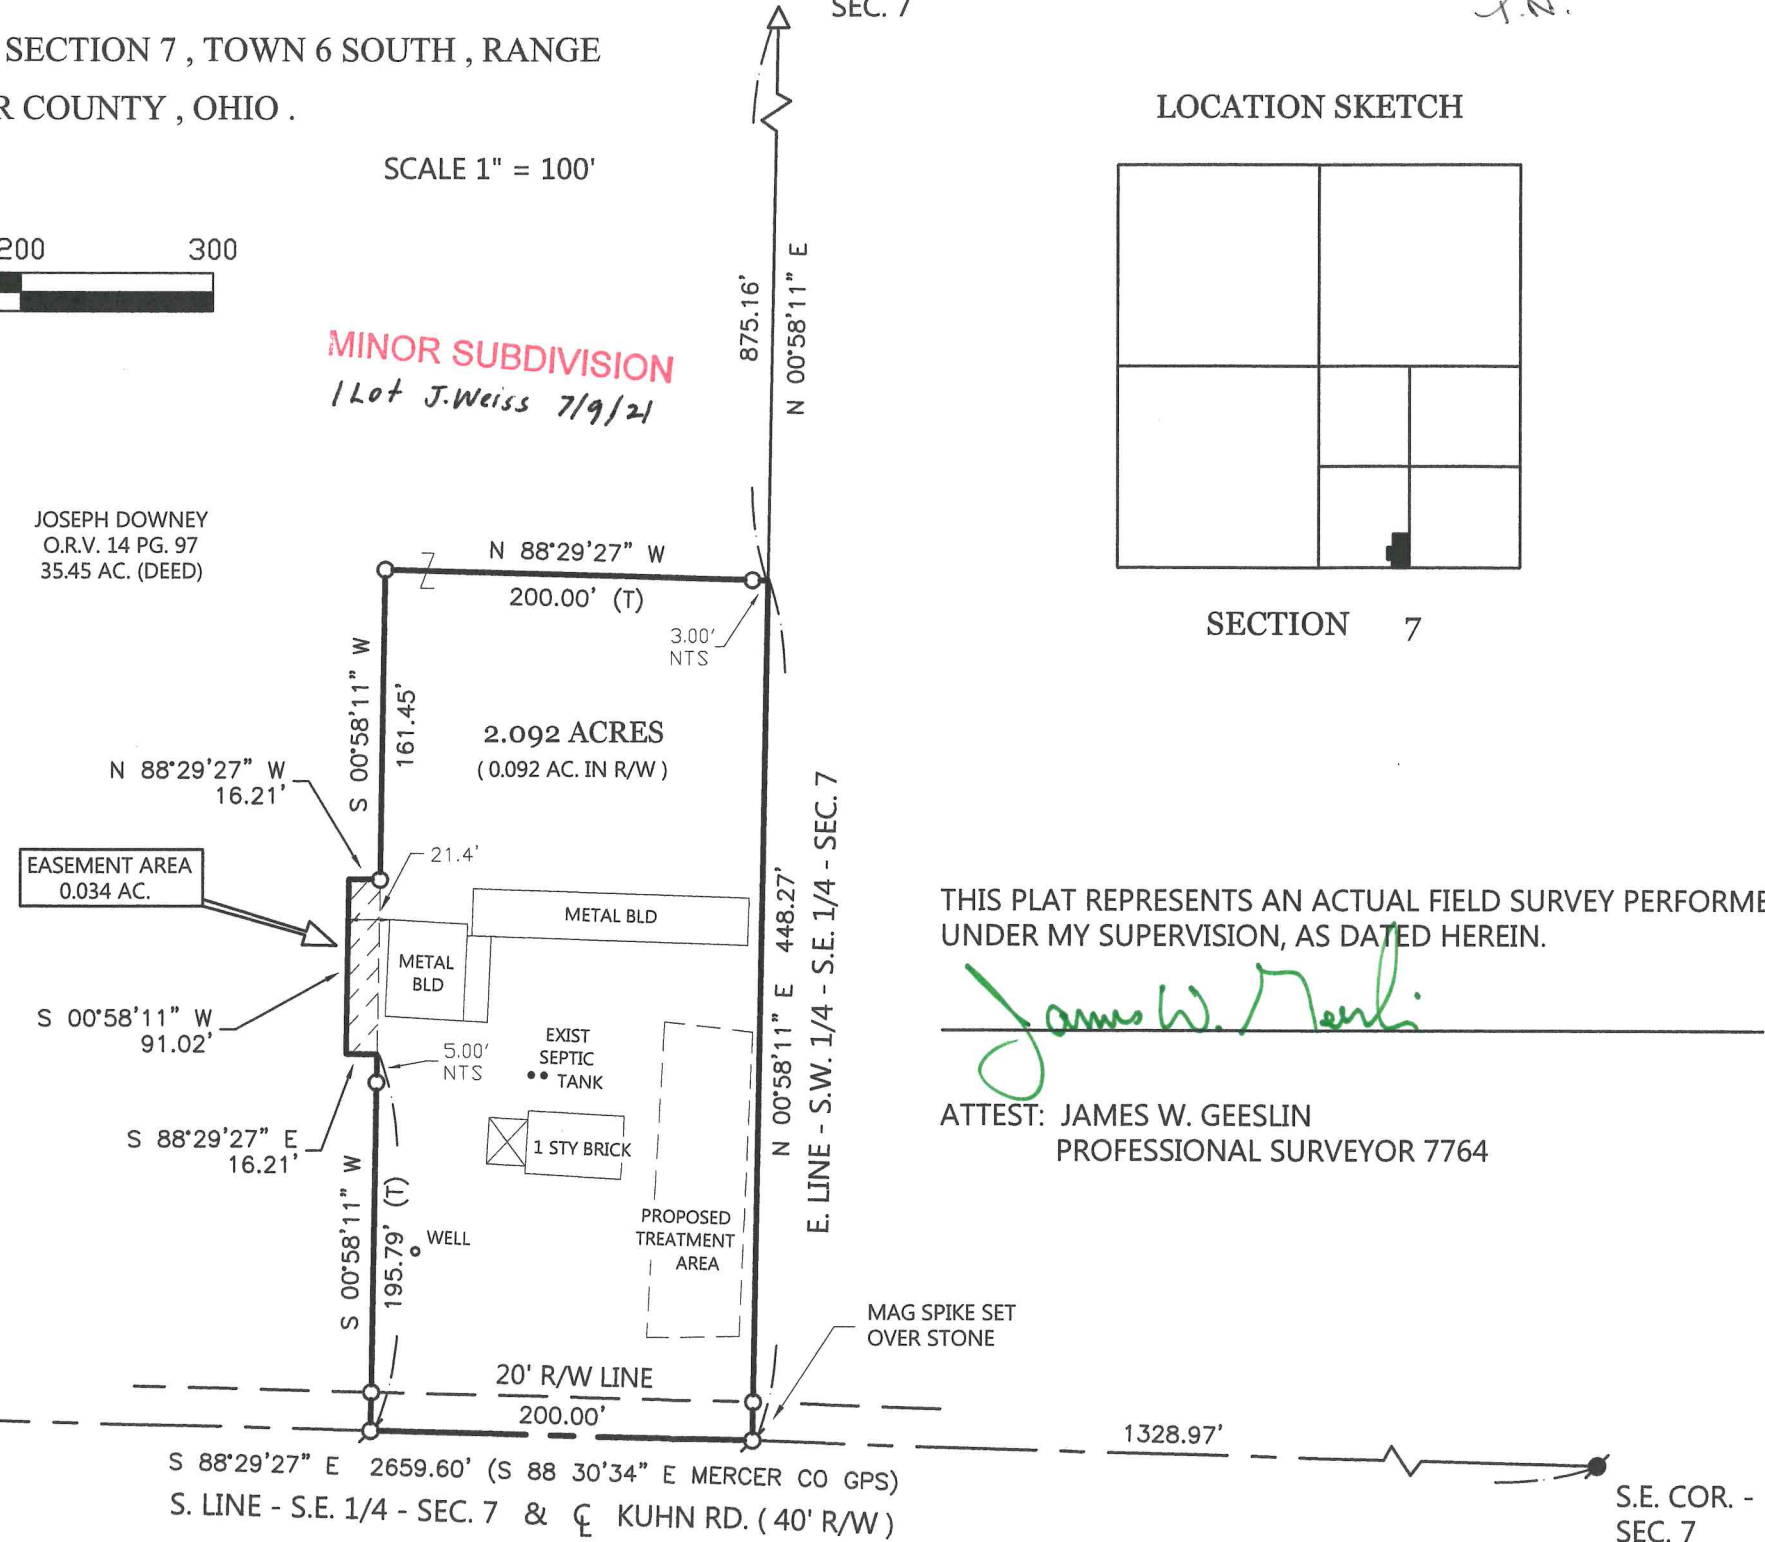 SEC. 7
SECTION 7 , TOWN 6 SOUTH , RANGE
R COUNTY , OHIO .
SCALE 1" = 100'
200 300
LOCATION SKETCH
SECTION 7
875.16'
N 00°58'11" E
MINOR SUBDIVISION
1 Lot J. Weiss 7/9/21
JOSEPH DOWNEY
O.R.V. 14 PG. 97
35.45 AC. (DEED)
N 88°29'27" W
200.00' (T)
3.00'
NTS
S 00°58'11" W
161.45'
2.092 ACRES
( 0.092 AC. IN R/W )
N 88°29'27" W
16.21'
EASEMENT AREA
0.034 AC.
21.4'
METAL BLD
METAL
BLD
S 00°58'11" W
91.02'
5.00'
NTS
EXIST
SEPTIC
TANK
1 STY BRICK
S 88°29'27" E
16.21'
S 00°58'11" W
195.79' (T)
WELL
PROPOSED
TREATMENT
AREA
N 00°58'11" E 448.27'
E. LINE - S.W. 1/4 - S.E. 1/4 - SEC. 7
THIS PLAT REPRESENTS AN ACTUAL FIELD SURVEY PERFORME
UNDER MY SUPERVISION, AS DATED HEREIN.
James W. Geeslin
ATTEST: JAMES W. GEESLIN
PROFESSIONAL SURVEYOR 7764
MAG SPIKE SET
OVER STONE
20' R/W LINE
200.00'
1328.97'
S 88°29'27" E 2659.60' (S 88 30'34" E MERCER CO GPS)
S. LINE - S.E. 1/4 - SEC. 7 & ℄ KUHN RD. ( 40' R/W )
S.E. COR. -
SEC. 7